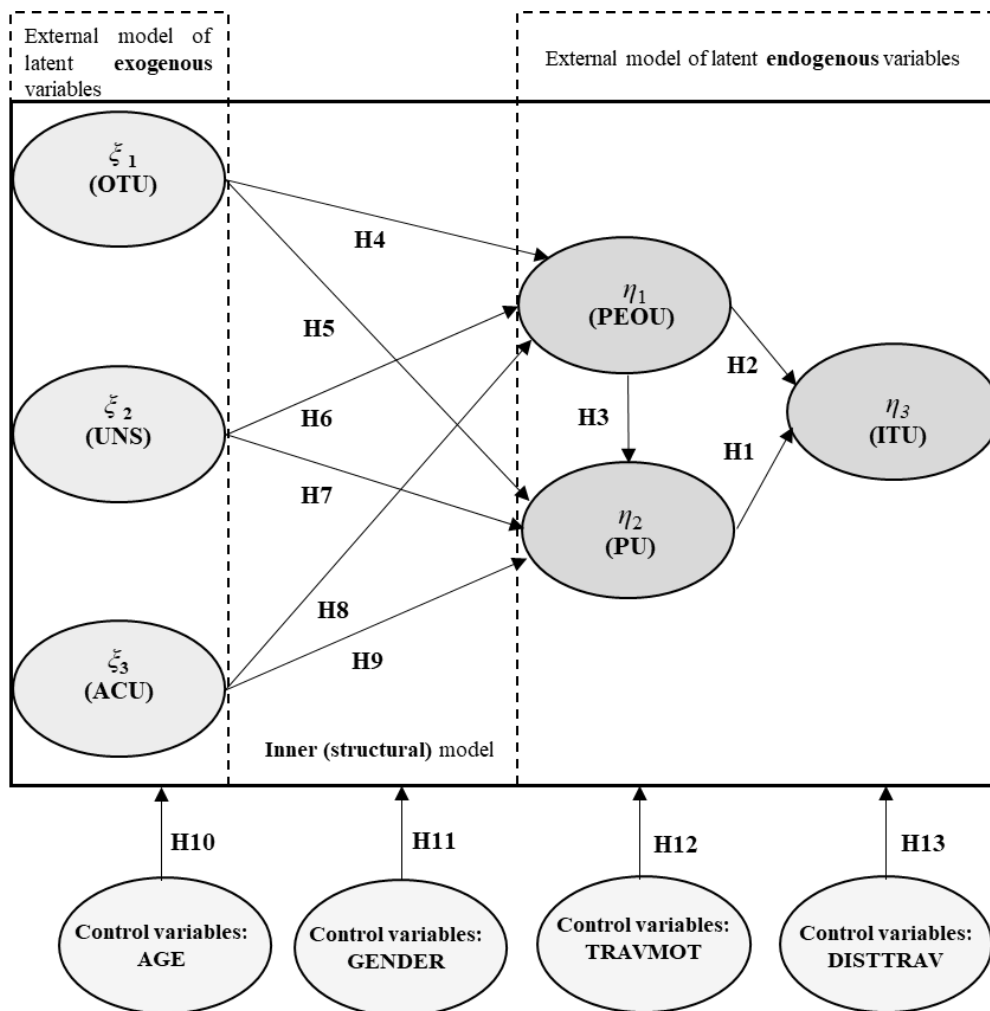 External model of
latent exogenous
variables
External model of latent endogenous variables
ξ 1
(OTU)
H4
η1
(PEOU)
H5
H2
ξ 2
(UNS)
H6
H3
η3
(ITU)
H7
H1
η2
(PU)
H8
H9
ξ3
(ACU)
Inner (structural) model
H10
H11
H12
H13
Control variables:
AGE
Control variables:
GENDER
Control variables:
TRAVMOT
Control variables:
DISTTRAV